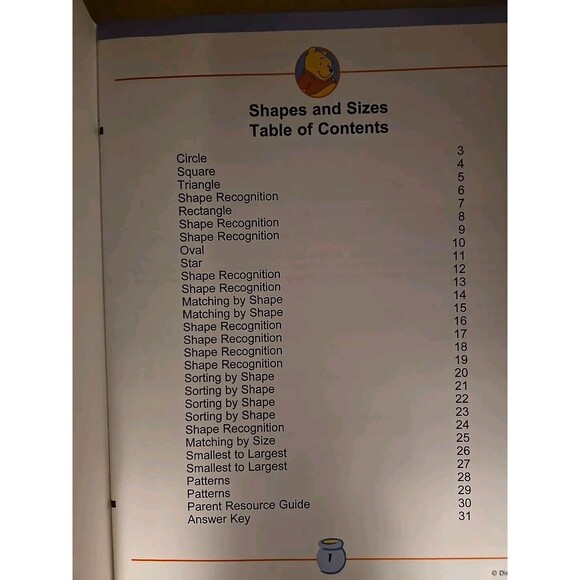 Shapes and Sizes
Table of Contents
Circle 3
Square 4
Triangle 5
Shape Recognition 6
Rectangle 7
Shape Recognition 8
Shape Recognition 9
Oval 10
Star 11
Shape Recognition 12
Shape Recognition 13
Matching by Shape 14
Matching by Shape 15
Shape Recognition 16
Shape Recognition 17
Shape Recognition 18
Shape Recognition 19
Sorting by Shape 20
Sorting by Shape 21
Sorting by Shape 22
Sorting by Shape 23
Shape Recognition 24
Matching by Size 25
Smallest to Largest 26
Smallest to Largest 27
Patterns 28
Patterns 29
Parent Resource Guide 30
Answer Key 31
1
©